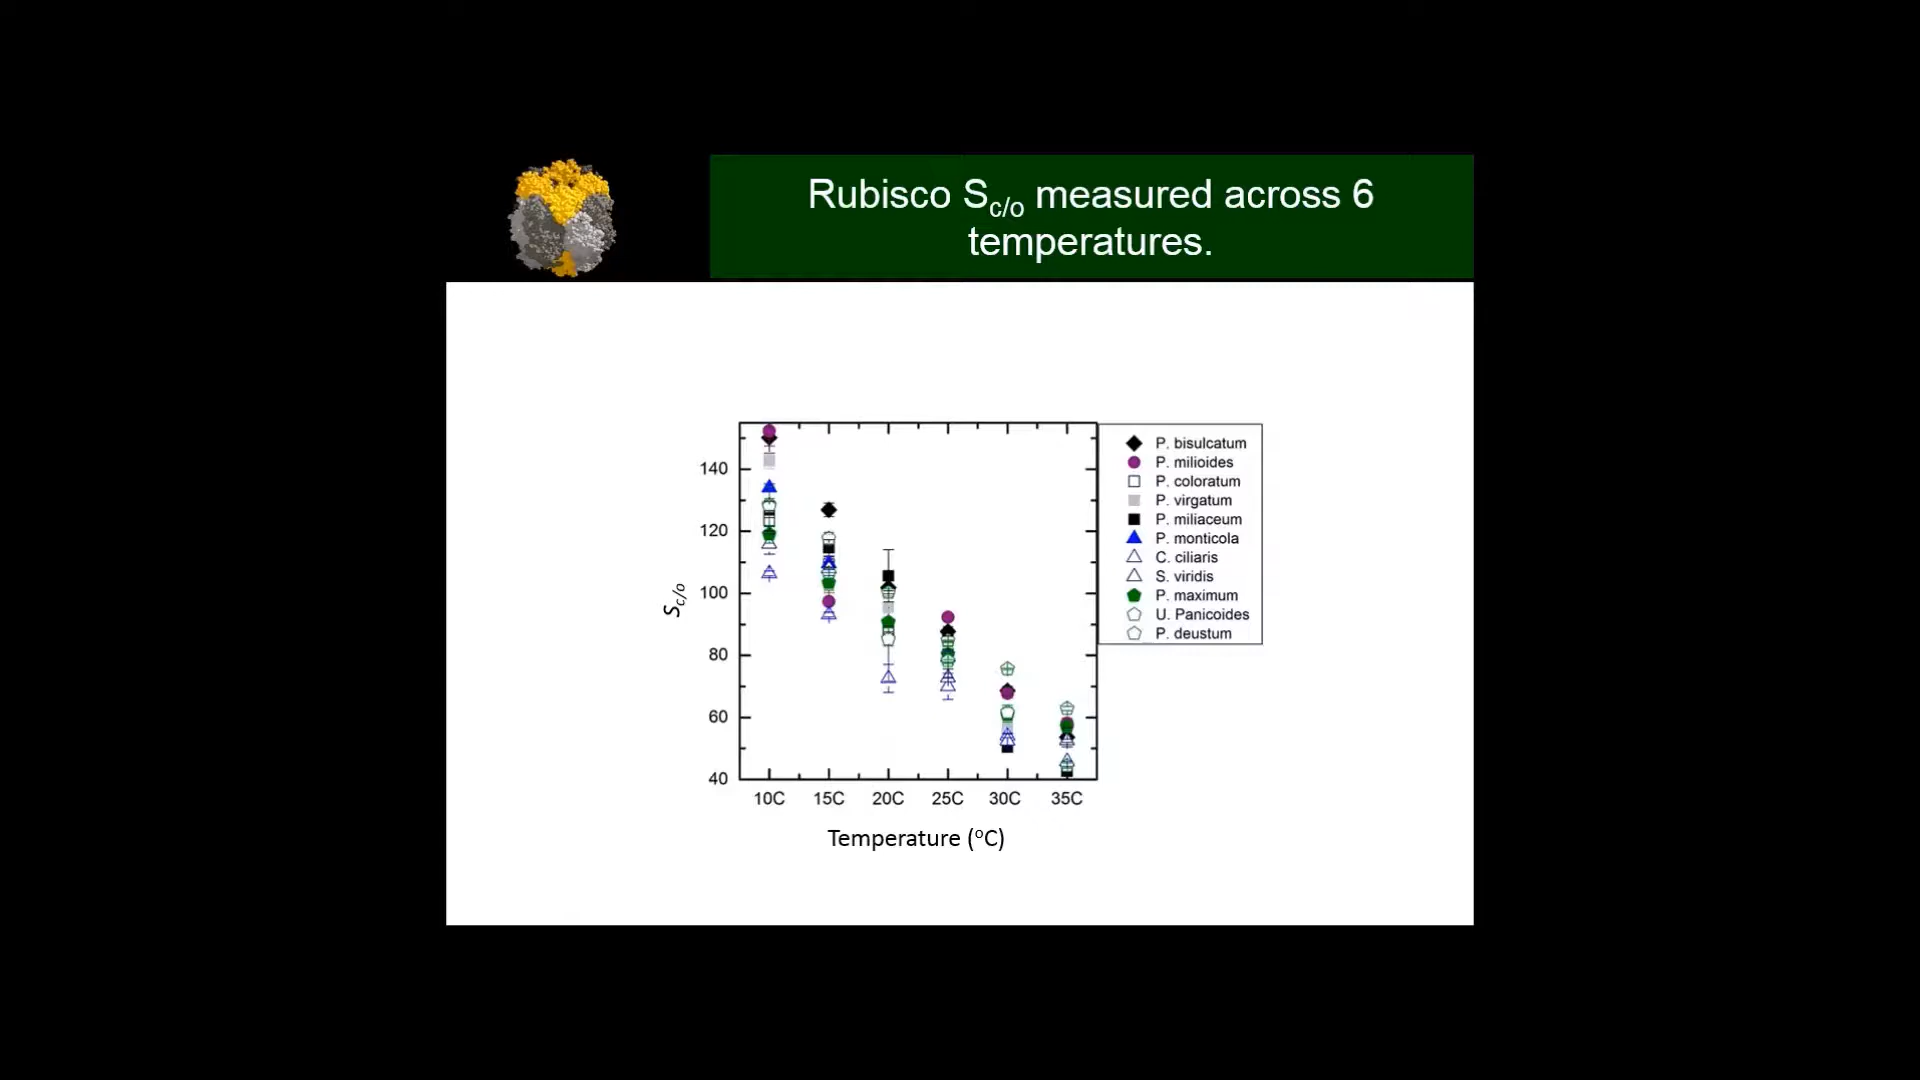 Rubisco Sc/o measured across 6
temperatures.
140
120
100
80
60
40
Sc/o
10C 15C 20C 25C 30C 35C
Temperature (oC)
P. bisulcatum
P. milioides
P. coloratum
P. virgatum
P. miliaceum
P. monticola
C. ciliaris
S. viridis
P. maximum
U. Panicoides
P. deustum